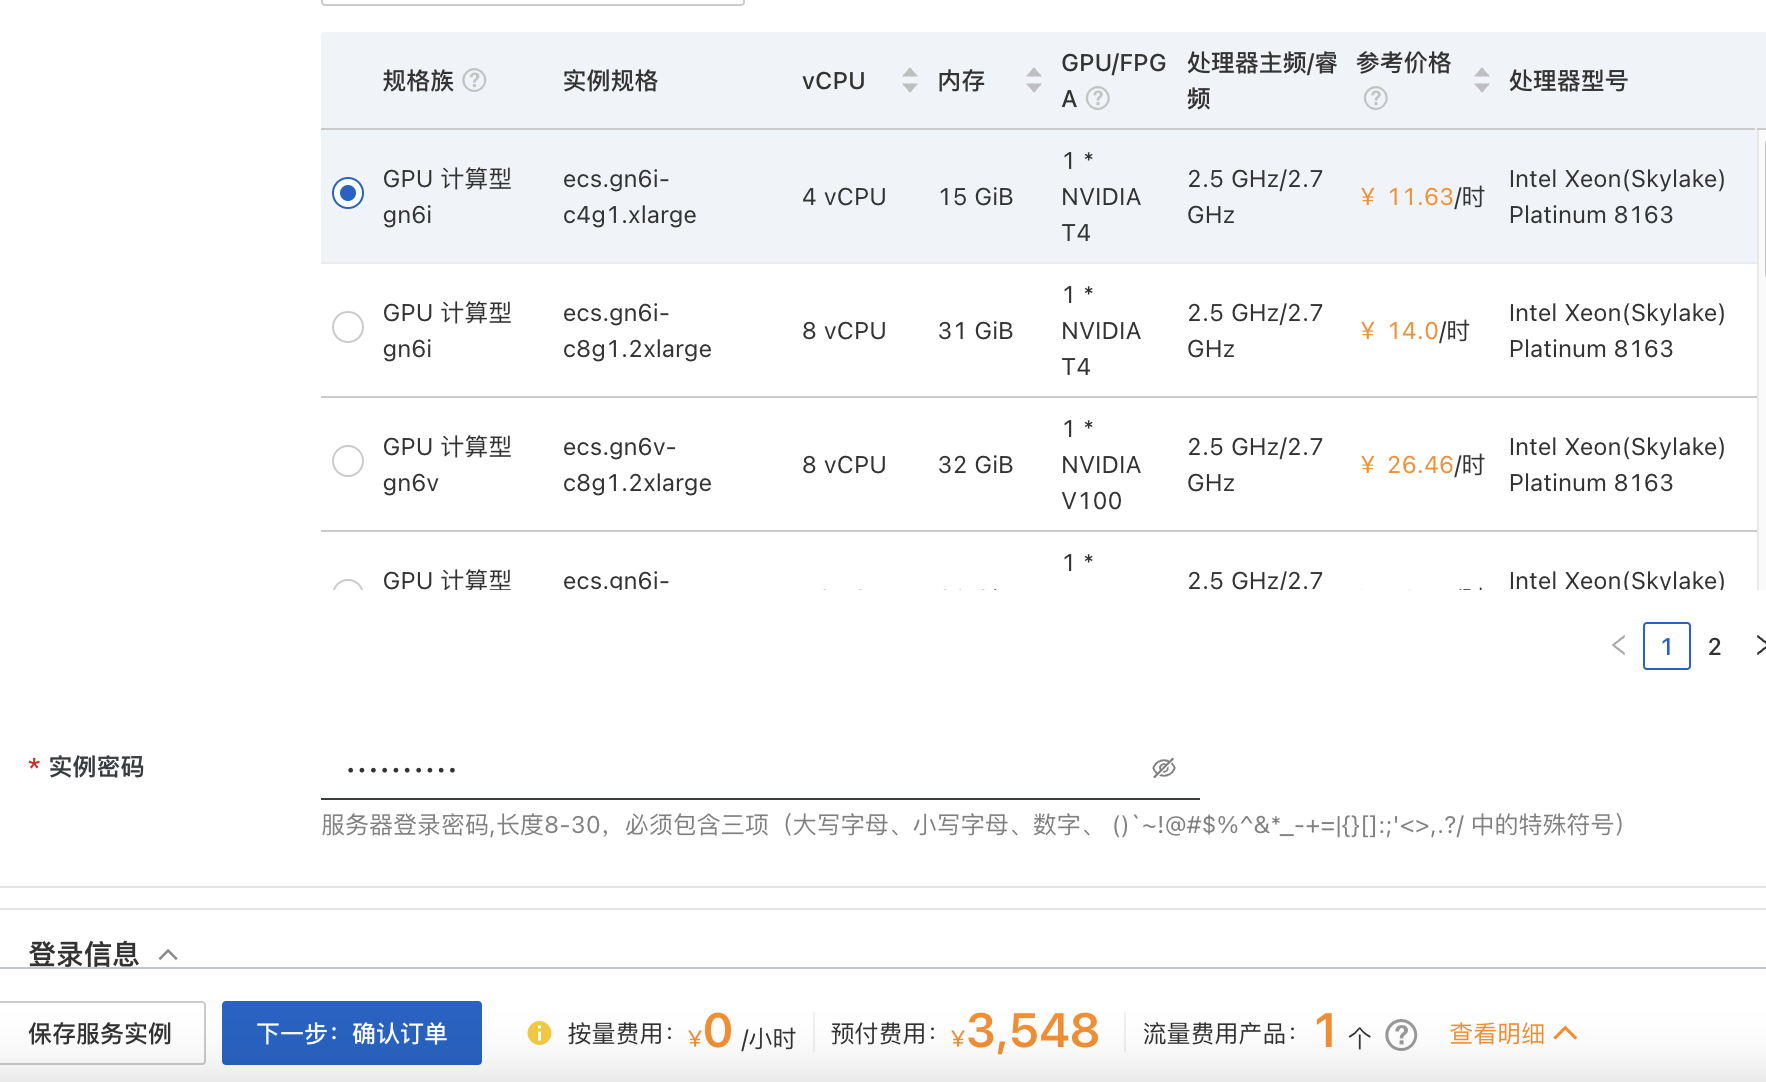 规格族 实例规格 vCPU 内存 GPU/FPGA 处理器主频/睿频 参考价格 处理器型号
GPU 计算型 gn6i ecs.gn6i-c4g1.xlarge 4 vCPU 15 GiB 1 * NVIDIA T4 2.5 GHz/2.7 GHz ¥ 11.63/时 Intel Xeon(Skylake) Platinum 8163
GPU 计算型 gn6i ecs.gn6i-c8g1.2xlarge 8 vCPU 31 GiB 1 * NVIDIA T4 2.5 GHz/2.7 GHz ¥ 14.0/时 Intel Xeon(Skylake) Platinum 8163
GPU 计算型 gn6v ecs.gn6v-c8g1.2xlarge 8 vCPU 32 GiB 1 * NVIDIA V100 2.5 GHz/2.7 GHz ¥ 26.46/时 Intel Xeon(Skylake) Platinum 8163
GPU 计算型 ecs.gn6i- 1 * 2.5 GHz/2.7 Intel Xeon(Skylake)
1 2
* 实例密码 ••••••••••
服务器登录密码,长度8-30，必须包含三项（大写字母、小写字母、数字、 ()`~!@#$%^&*_-+=|{}[]:;'<>,.?/ 中的特殊符号）
登录信息
保存服务实例 下一步：确认订单 按量费用：¥0 /小时 预付费用：¥3,548 流量费用产品：1 个 查看明细